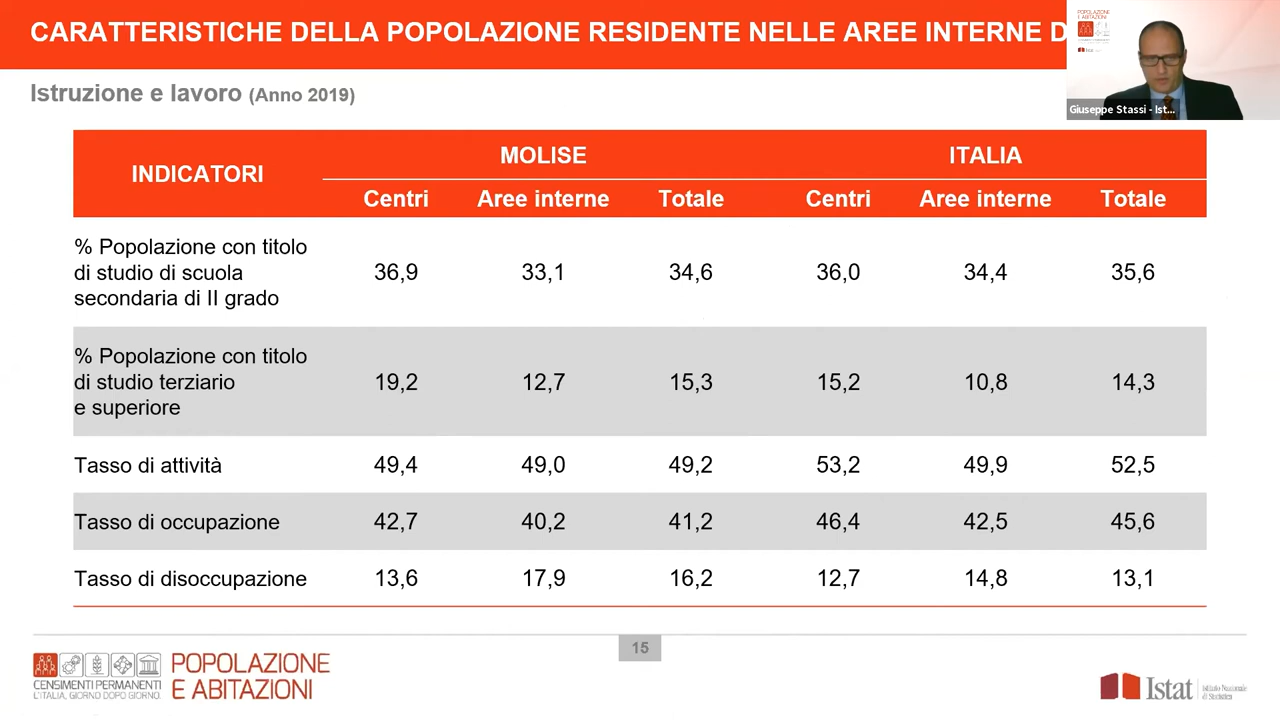 CARATTERISTICHE DELLA POPOLAZIONE RESIDENTE NELLE AREE INTERNE D
POPOLAZIONE
E ABITAZIONI
Giuseppe Stassi - Ist...
Istruzione e lavoro (Anno 2019)
INDICATORI
MOLISE
ITALIA
Centri Aree interne Totale Centri Aree interne Totale
% Popolazione con titolo
di studio di scuola
secondaria di II grado
36,9 33,1 34,6 36,0 34,4 35,6
% Popolazione con titolo
di studio terziario
e superiore
19,2 12,7 15,3 15,2 10,8 14,3
Tasso di attività 49,4 49,0 49,2 53,2 49,9 52,5
Tasso di occupazione 42,7 40,2 41,2 46,4 42,5 45,6
Tasso di disoccupazione 13,6 17,9 16,2 12,7 14,8 13,1
15
CENSIMENTI PERMANENTI
L'ITALIA, GIORNO DOPO GIORNO.
POPOLAZIONE
E ABITAZIONI
Istat
Istituto Nazionale
di Statistica